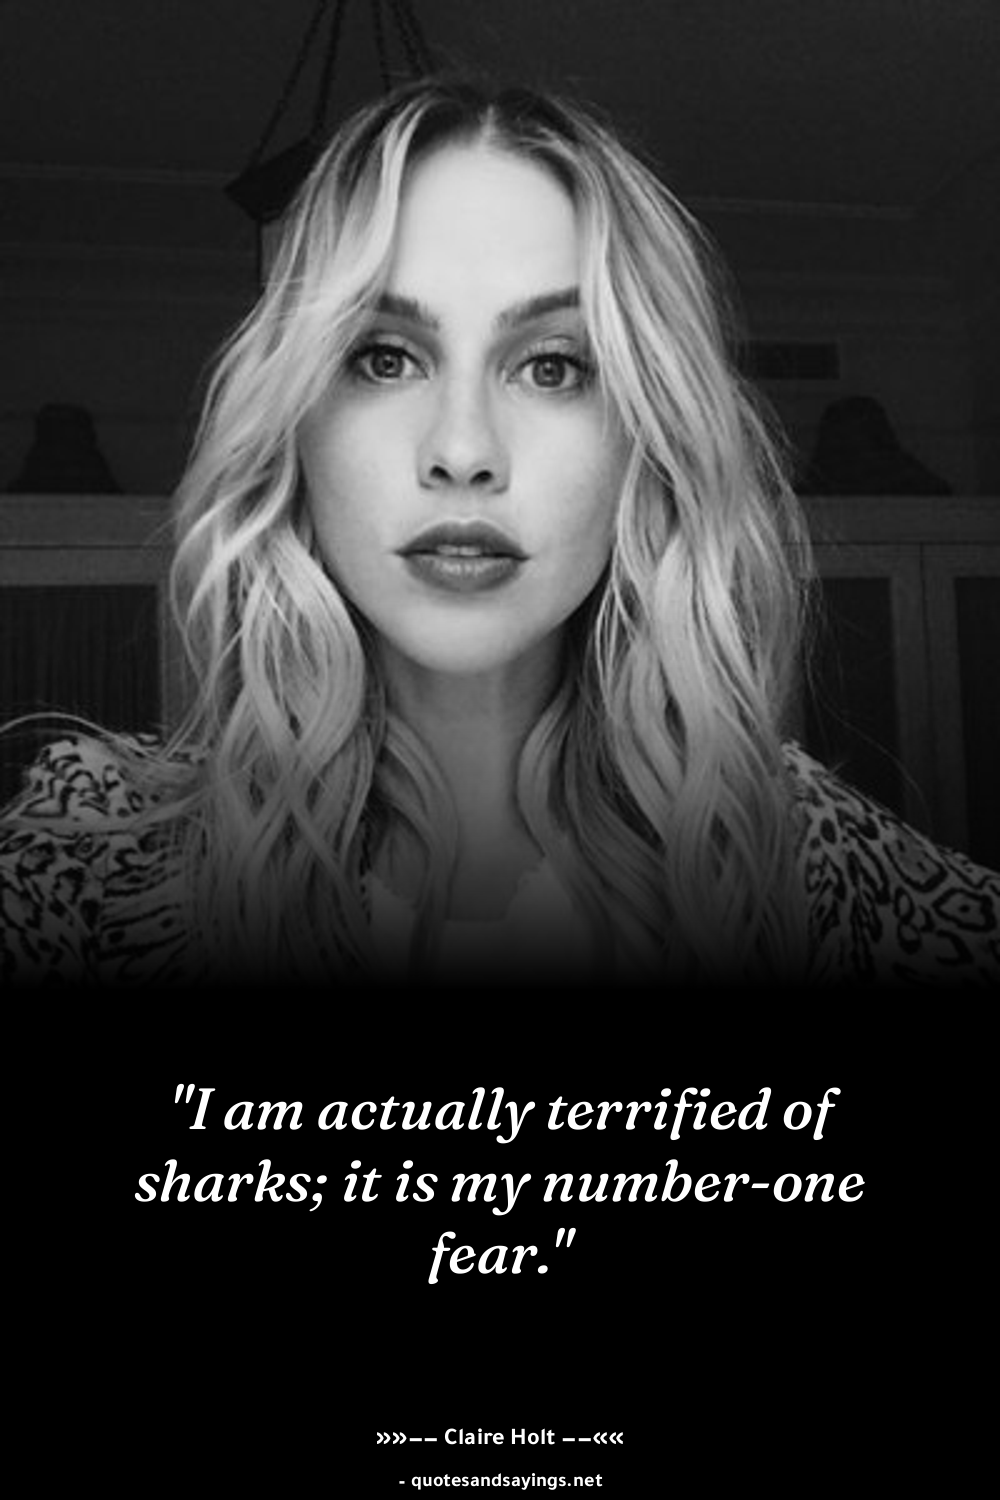 "I am actually terrified of
sharks; it is my number-one
fear."
»»—— Claire Holt ——««
- quotesandsayings.net